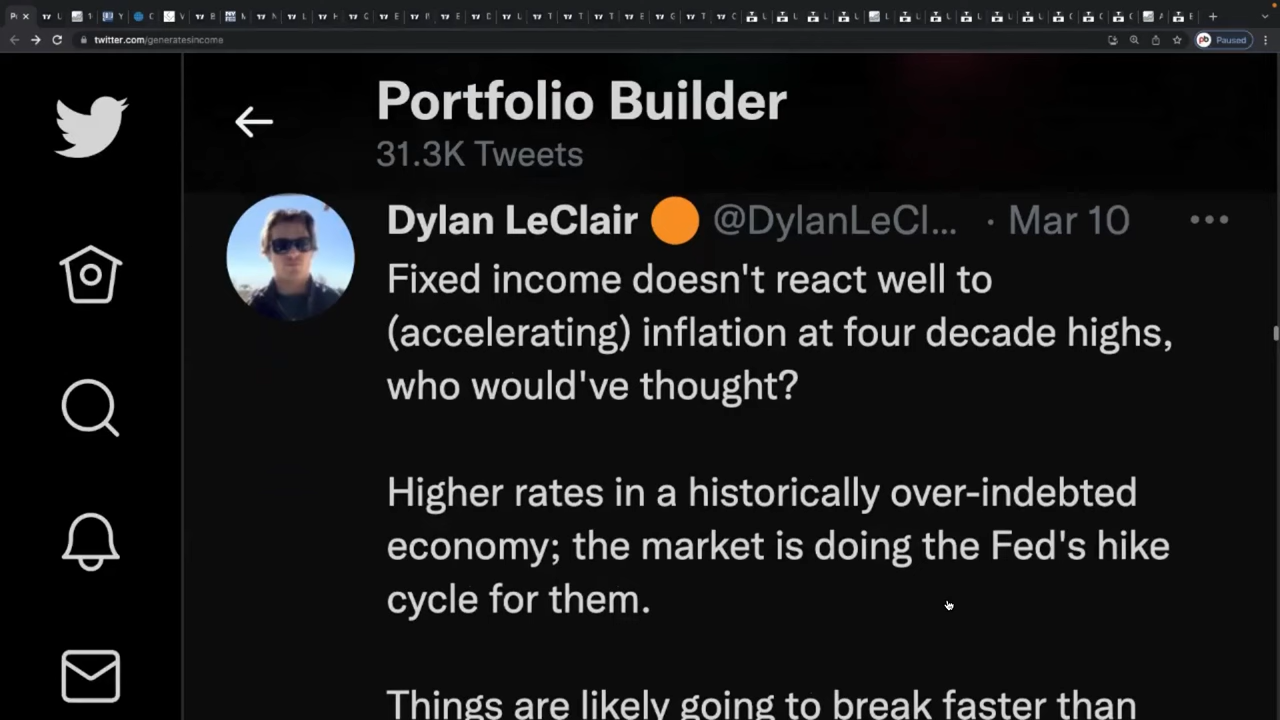 twitter.com/generatesincome
Paused
Portfolio Builder
31.3K Tweets
Dylan LeClair @DylanLeCl... · Mar 10
Fixed income doesn't react well to
(accelerating) inflation at four decade highs,
who would've thought?
Higher rates in a historically over-indebted
economy; the market is doing the Fed's hike
cycle for them.
Things are likely going to break faster than